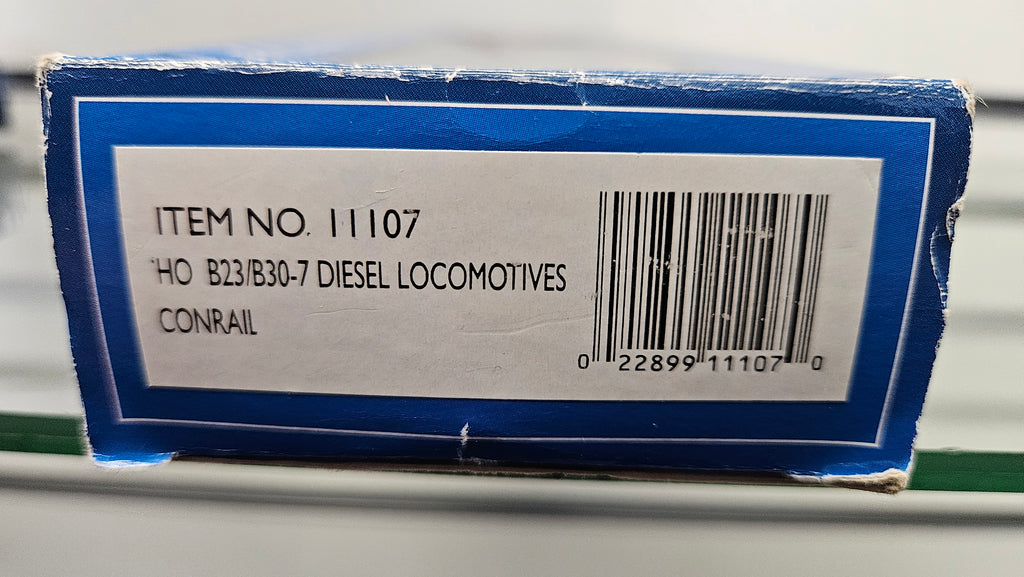 ITEM NO. 11107
HO B23/B30-7 DIESEL LOCOMOTIVES
CONRAIL
0 22899 11107 0